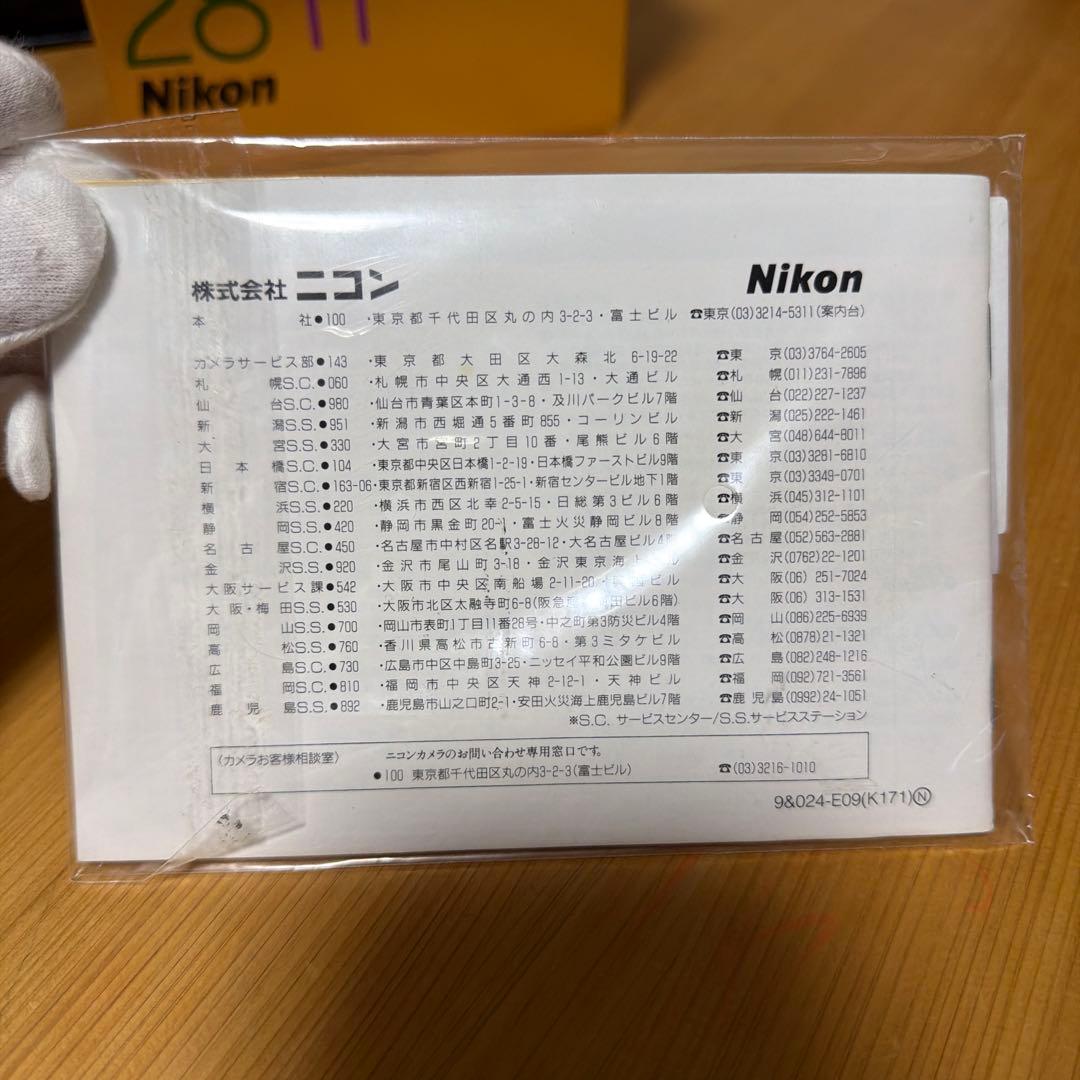 28Ti
Nikon
株式会社 ニコン Nikon
本社●100・東京都千代田区丸の内3-2-3・富士ビル ☎東京(03)3214-5311(案内台)
カメラサービス部●143・東京都大田区大森北6-19-22 ☎東京(03)3764-2605
札幌S.C.●060・札幌市中央区大通西1-13・大通ビル ☎札幌(011)231-7896
仙台S.C.●980・仙台市青葉区本町1-3-8・及川パークビル7階 ☎仙台(022)227-1237
新潟S.S.●951・新潟市西堀通5番町855・コーリンビル ☎新潟(025)222-1461
大宮S.S.●330・大宮市宮町2丁目10番・尾熊ビル6階 ☎大宮(048)644-8011
日本橋S.C.●104・東京都中央区日本橋1-2-19・日本橋ファーストビル9階 ☎東京(03)3281-6810
新宿S.C.●163-06・東京都新宿区西新宿1-25-1・新宿センタービル地下1階 ☎東京(03)3349-0701
横浜S.S.●220・横浜市西区北幸2-5-15・日総第3ビル6階 ☎横浜(045)312-1101
静岡S.S.●420・静岡市黒金町20-1・富士火災静岡ビル8階 ☎静岡(054)252-5853
名古屋S.C.●450・名古屋市中村区名駅3-28-12・大名古屋ビル4階 ☎名古屋(052)563-2881
金沢S.S.●920・金沢市尾山町3-18・金沢東京海上ビル ☎金沢(0762)22-1201
大阪サービス課●542・大阪市中央区南船場2-11-20・ビル ☎大阪(06)251-7024
大阪・梅田S.S.●530・大阪市北区太融寺町6-8(阪急田ビル6階) ☎大阪(06)313-1531
岡山S.S.●700・岡山市表町1丁目11番28号・中之町第3防災ビル4階 ☎岡山(086)225-6939
高松S.S.●760・香川県高松市古新町6-8・第3ミタケビル ☎高松(0878)21-1321
広島S.C.●730・広島市中区中島町3-25・ニッセイ平和公園ビル9階 ☎広島(082)248-1216
福岡S.C.●810・福岡市中央区天神2-12-1・天神ビル ☎福岡(092)721-3561
鹿児島S.S.●892・鹿児島市山之口町2-1・安田火災海上鹿児島ビル7階 ☎鹿児島(0992)24-1051
※S.C. サービスセンター/S.S.サービスステーション
〈カメラお客様相談室〉 ニコンカメラのお問い合わせ専用窓口です。
●100 東京都千代田区丸の内3-2-3(富士ビル) ☎(03)3216-1010
9&024-E09(K171)Ⓝ